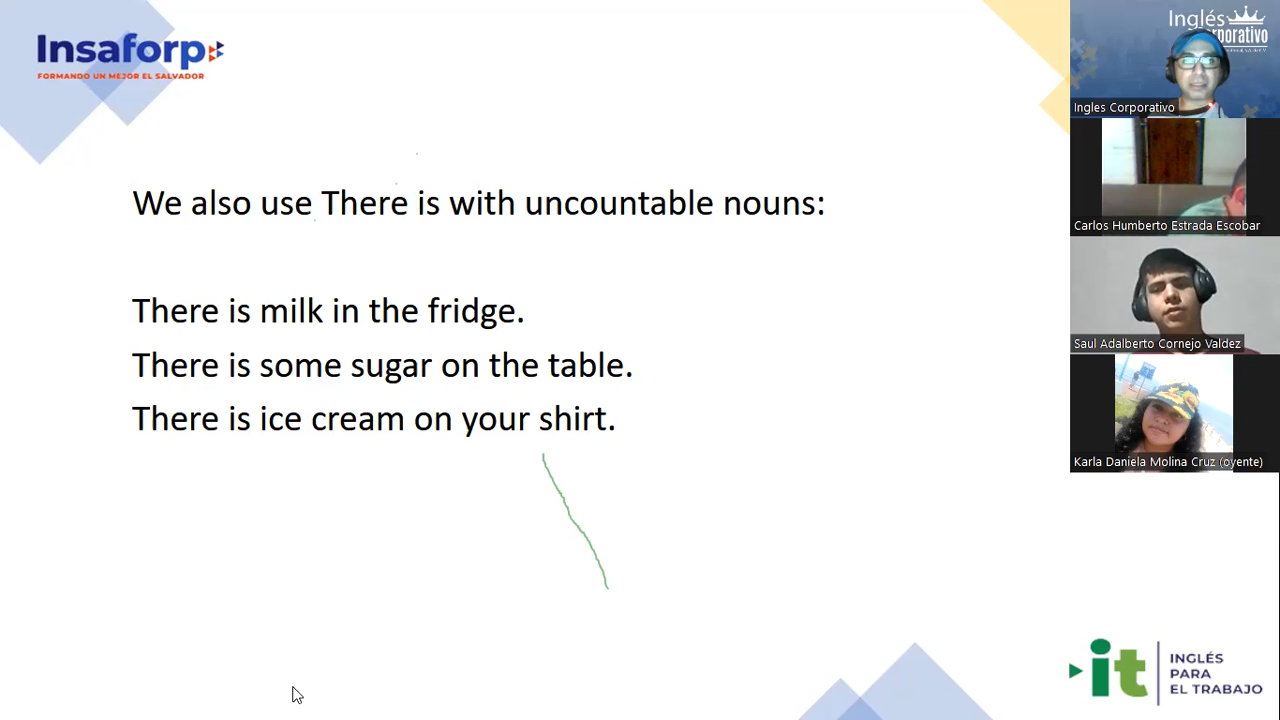 Insaforp
FORMANDO UN MEJOR EL SALVADOR
We also use There is with uncountable nouns:
There is milk in the fridge.
There is some sugar on the table.
There is ice cream on your shirt.
Inglés
Corporativo
Ingles Corporativo
Carlos Humberto Estrada Escobar
Saul Adalberto Cornejo Valdez
Karla Daniela Molina Cruz (oyente)
it
INGLÉS
PARA
EL TRABAJO